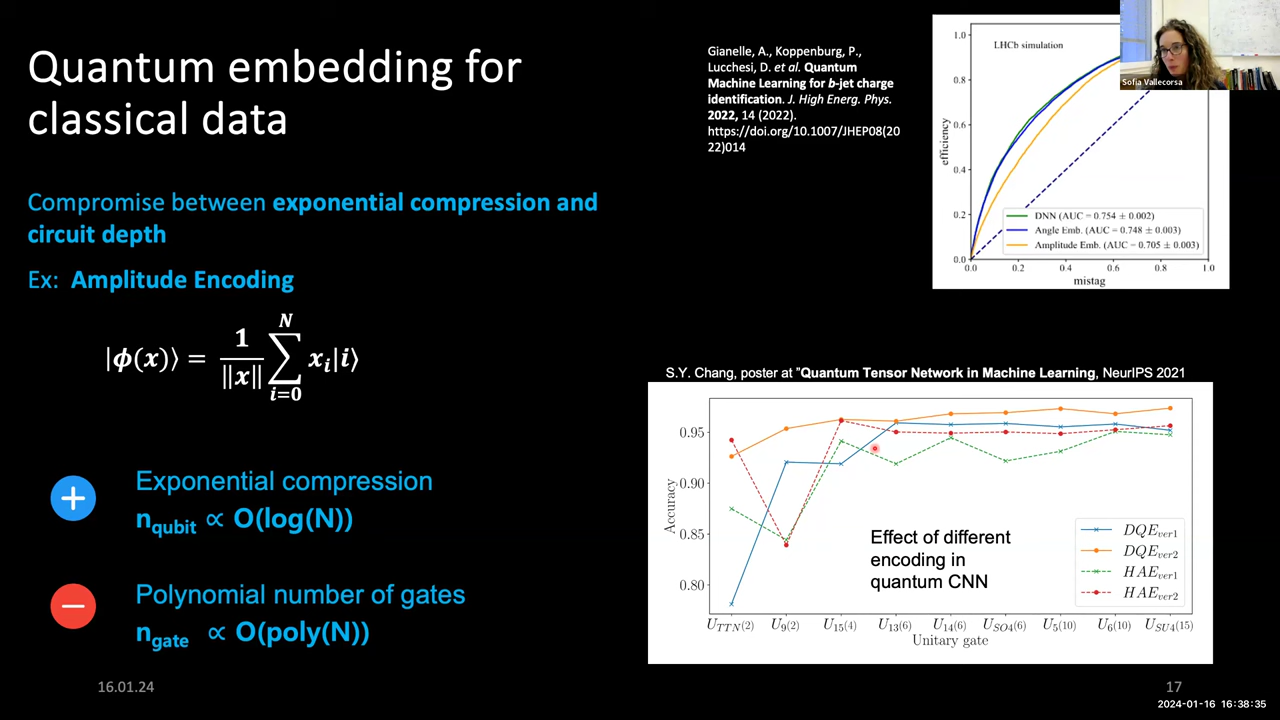 Quantum embedding for
classical data
Compromise between exponential compression and
circuit depth
Ex: Amplitude Encoding
|ϕ(x)⟩ = 1/‖x‖ ∑_{i=0}^{N} x_i|i⟩
+
Exponential compression
n_qubit ∝ O(log(N))
−
Polynomial number of gates
n_gate ∝ O(poly(N))
16.01.24
Gianelle, A., Koppenburg, P.,
Lucchesi, D. et al. Quantum
Machine Learning for b-jet charge
identification. J. High Energ. Phys.
2022, 14 (2022).
https://doi.org/10.1007/JHEP08(20
22)014
LHCb simulation
efficiency
1.0
0.8
0.6
0.4
0.2
0.0
DNN (AUC = 0.754 ± 0.002)
Angle Emb. (AUC = 0.748 ± 0.003)
Amplitude Emb. (AUC = 0.705 ± 0.003)
0.0 0.2 0.4 0.6 0.8 1.0
mistag
Sofia Vallecorsa
S.Y. Chang, poster at "Quantum Tensor Network in Machine Learning, NeurIPS 2021
Accuracy
0.95
0.90
0.85
0.80
Effect of different
encoding in
quantum CNN
DQE_ver1
DQE_ver2
HAE_ver1
HAE_ver2
U_TTN(2) U_9(2) U_15(4) U_13(6) U_14(6) U_SO4(6) U_5(10) U_6(10) U_SU4(15)
Unitary gate
17
2024-01-16 16:38:35